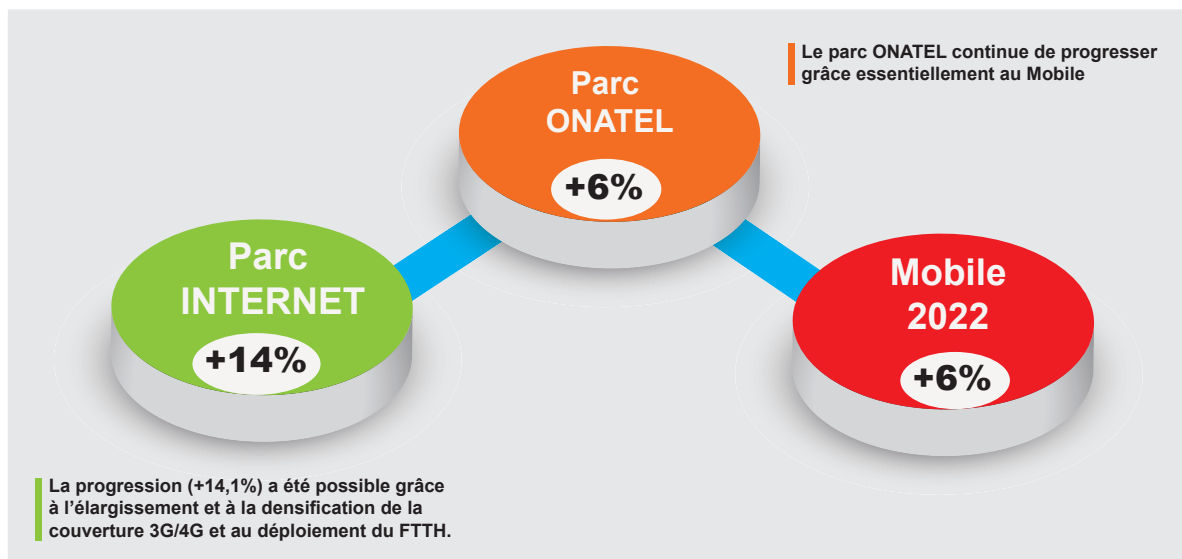 Le parc ONATEL continue de progresser
grâce essentiellement au Mobile
Parc
ONATEL
+6%
Parc
INTERNET
+14%
Mobile
2022
+6%
La progression (+14,1%) a été possible grâce
à l’élargissement et à la densification de la
couverture 3G/4G et au déploiement du FTTH.